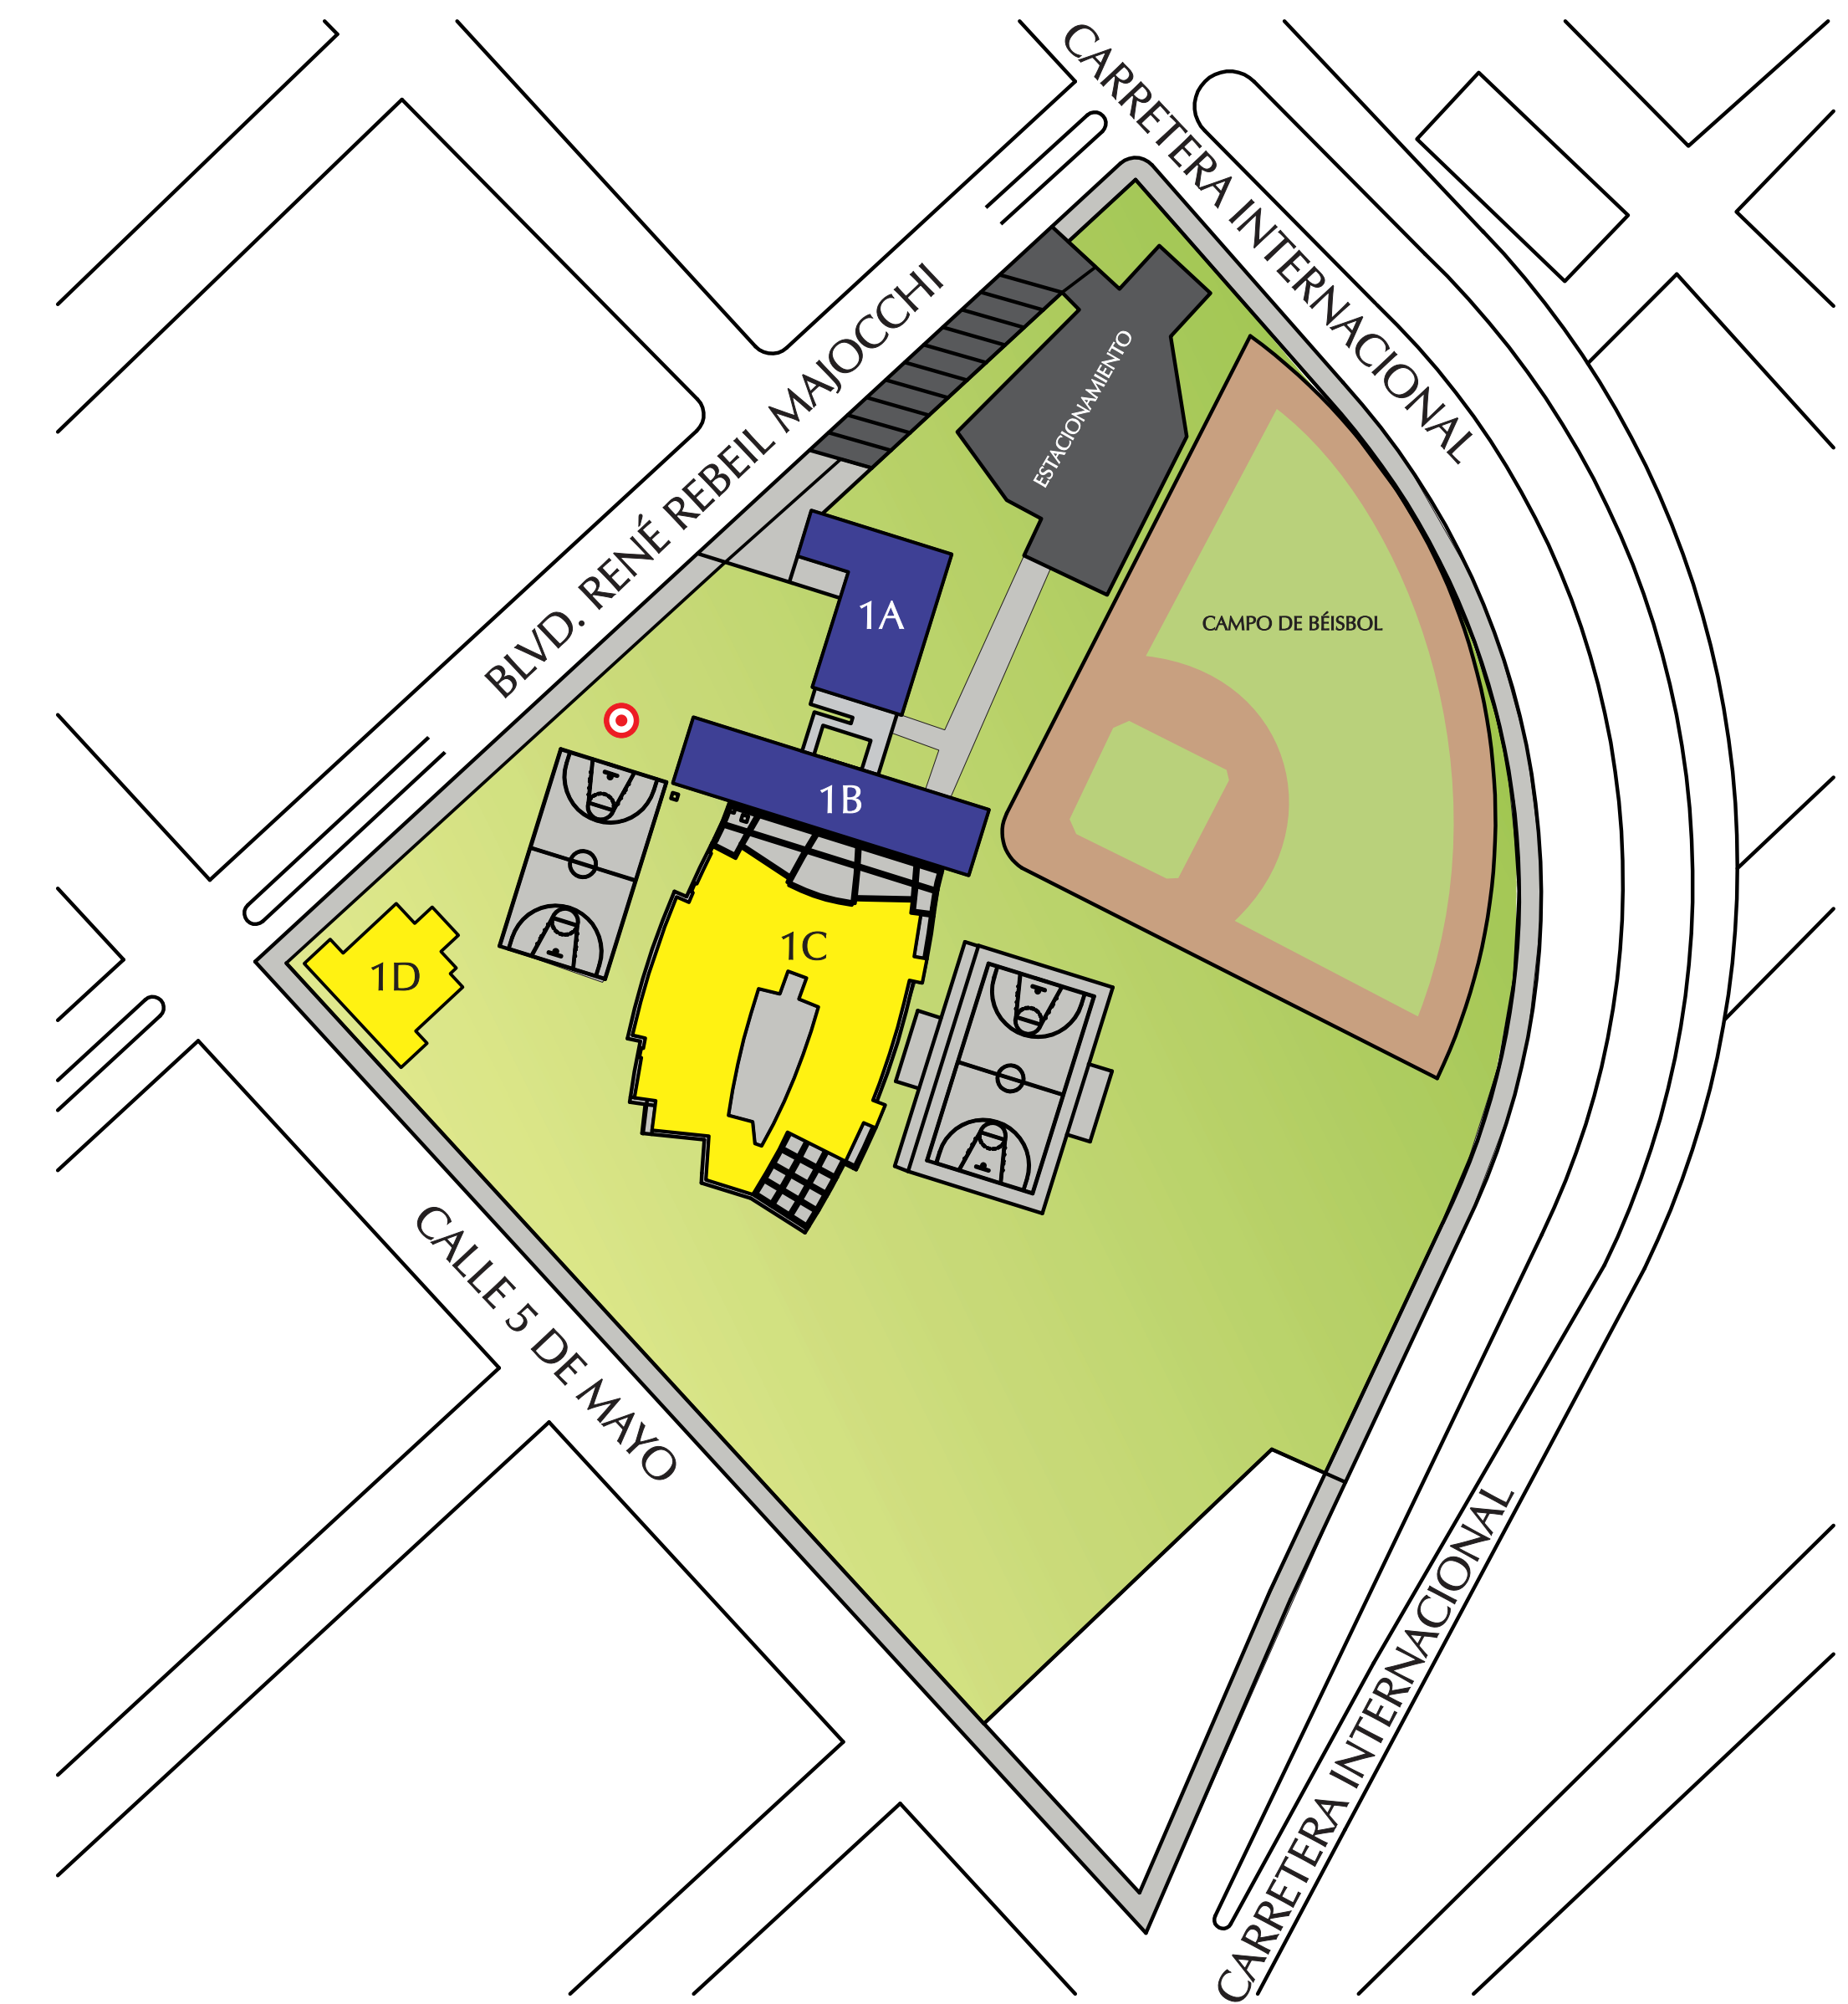 CARRETERA INTERNACIONAL
BLVD. RENÉ REBEIL MAJOCCHI
ESTACIONAMIENTO
1A
CAMPO DE BÉISBOL
1B
1C
1D
CALLE 5 DE MAYO
CARRETERA INTERNACIONAL